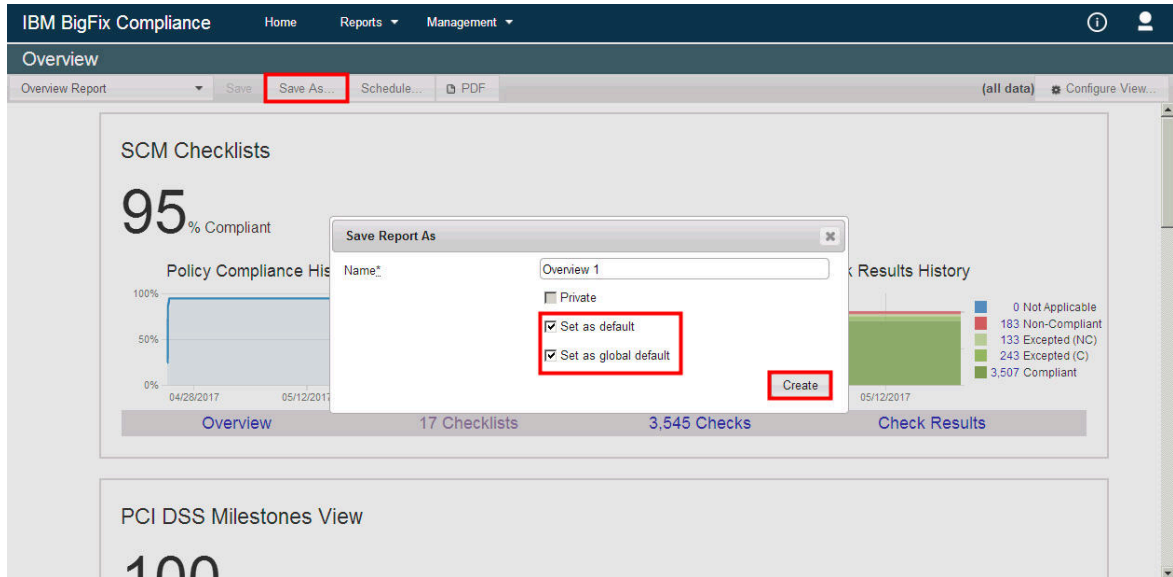 IBM BigFix Compliance Home Reports Management
Overview
Overview Report Save Save As... Schedule... PDF (all data) Configure View...
SCM Checklists
95 % Compliant
Save Report As
Name* Overview 1
Private
Set as default
Set as global default
Create
Policy Compliance His
100%
50%
0%
04/28/2017 05/12/2017
k Results History
0 Not Applicable
183 Non-Compliant
133 Excepted (NC)
243 Excepted (C)
3,507 Compliant
05/12/2017
Overview 17 Checklists 3,545 Checks Check Results
PCI DSS Milestones View
100